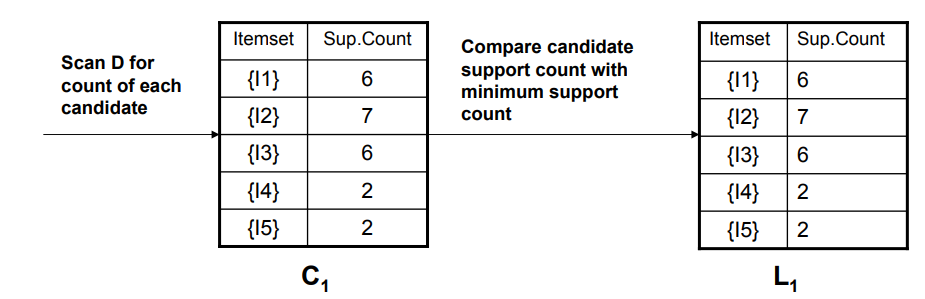 Scan D for
count of each
candidate
Itemset Sup.Count
{I1} 6
{I2} 7
{I3} 6
{I4} 2
{I5} 2
C1
Compare candidate
support count with
minimum support
count
Itemset Sup.Count
{I1} 6
{I2} 7
{I3} 6
{I4} 2
{I5} 2
L1